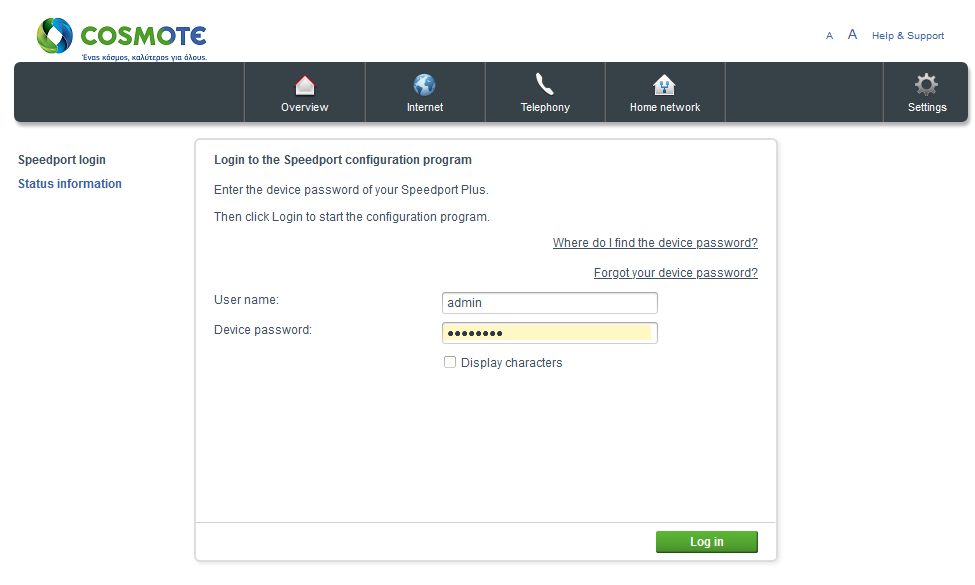 COSMOTE
Ένας κόσμος, καλύτερος για όλους.
A A Help & Support
Overview Internet Telephony Home network Settings
Speedport login
Status information
Login to the Speedport configuration program
Enter the device password of your Speedport Plus.
Then click Login to start the configuration program.
Where do I find the device password?
Forgot your device password?
User name: admin
Device password: ••••••••
Display characters
Log in